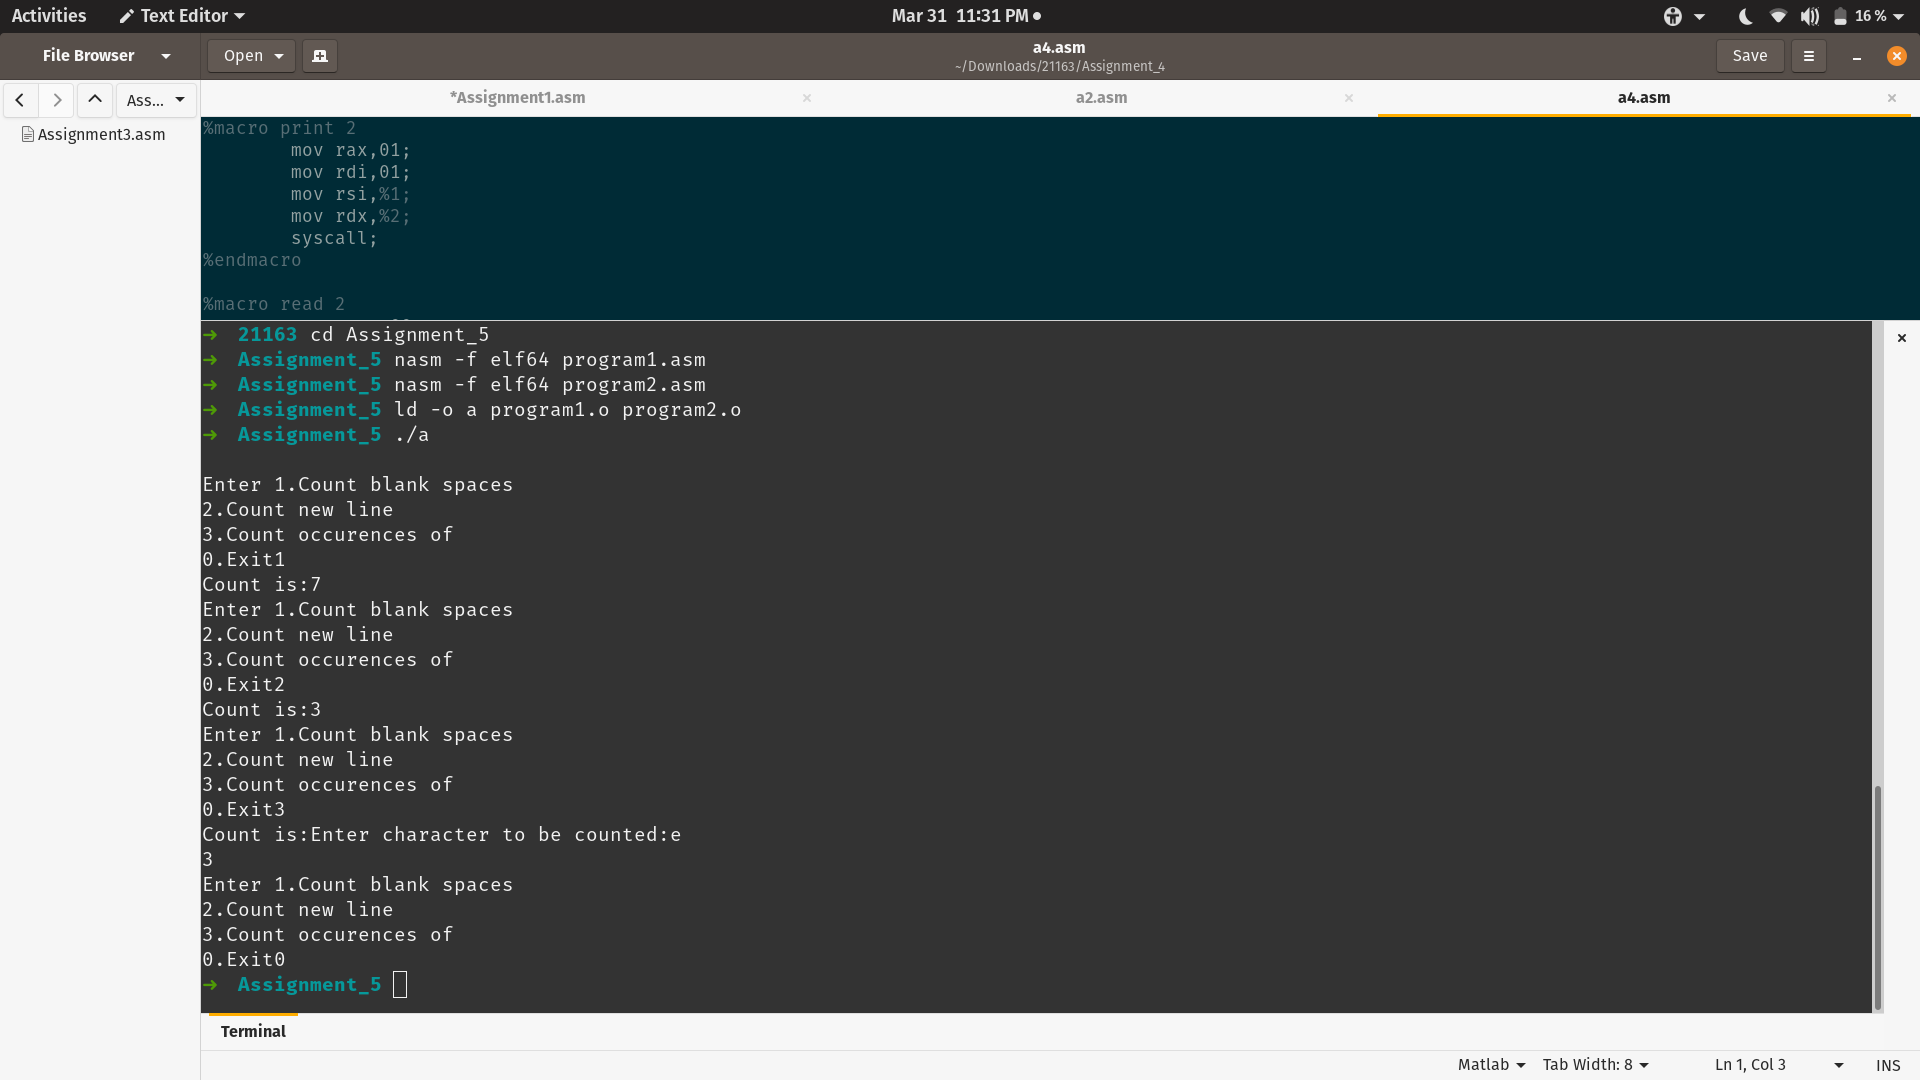 Activities Text Editor Mar 31 11:31 PM 16 %
File Browser Open a4.asm Save
~/Downloads/21163/Assignment_4
Ass... *Assignment1.asm a2.asm a4.asm
Assignment3.asm
%macro print 2
mov rax,01;
mov rdi,01;
mov rsi,%1;
mov rdx,%2;
syscall;
%endmacro
%macro read 2
→ 21163 cd Assignment_5
→ Assignment_5 nasm -f elf64 program1.asm
→ Assignment_5 nasm -f elf64 program2.asm
→ Assignment_5 ld -o a program1.o program2.o
→ Assignment_5 ./a
Enter 1.Count blank spaces
2.Count new line
3.Count occurences of
0.Exit1
Count is:7
Enter 1.Count blank spaces
2.Count new line
3.Count occurences of
0.Exit2
Count is:3
Enter 1.Count blank spaces
2.Count new line
3.Count occurences of
0.Exit3
Count is:Enter character to be counted:e
3
Enter 1.Count blank spaces
2.Count new line
3.Count occurences of
0.Exit0
→ Assignment_5
Terminal
Matlab Tab Width: 8 Ln 1, Col 3 INS